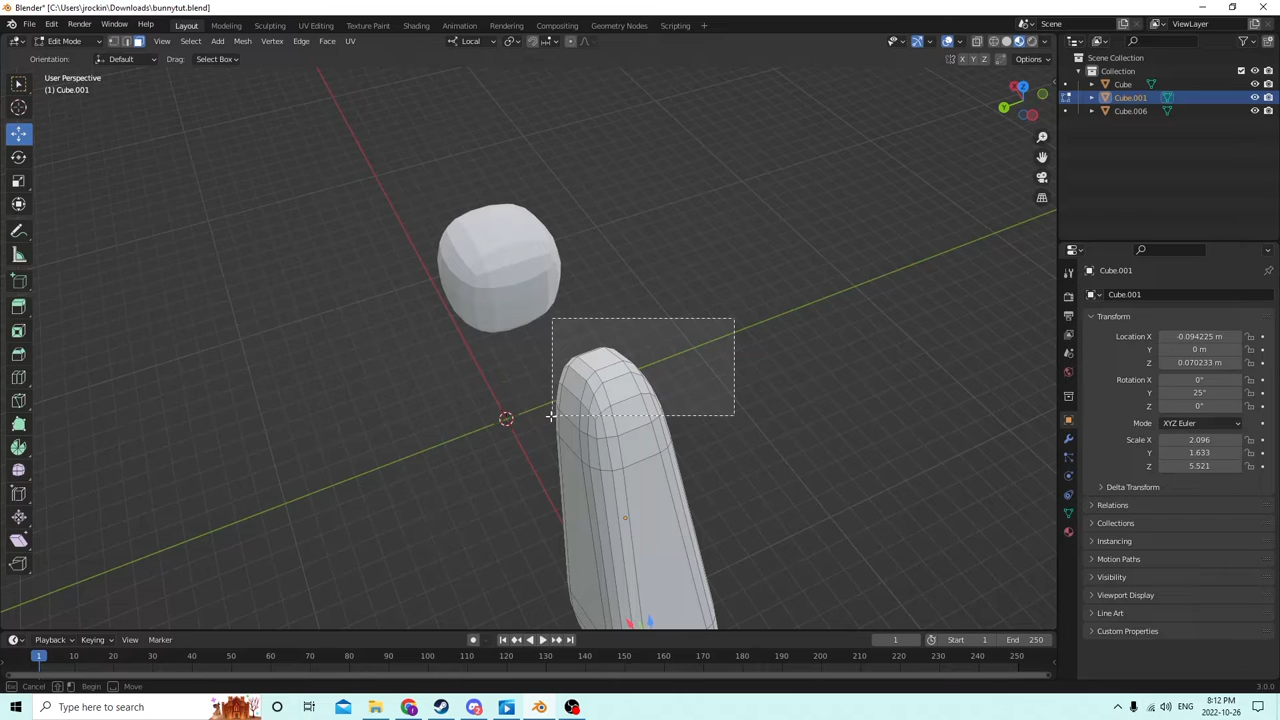 Blender* [C:\Users\jrockin\Downloads\bunnytut.blend]
File Edit Render Window Help Layout Modeling Sculpting UV Editing Texture Paint Shading Animation Rendering Compositing Geometry Nodes Scripting + Scene ViewLayer
Edit Mode View Select Add Mesh Vertex Edge Face UV Local
Orientation: Default Drag: Select Box X Y Z Options
User Perspective
(1) Cube.001
Scene Collection
Collection
Cube
Cube.001
Cube.006
X Y Z
Cube.001
Cube.001
Transform
Location X -0.094225 m
Y 0 m
Z 0.070233 m
Rotation X 0°
Y 25°
Z 0°
Mode XYZ Euler
Scale X 2.096
Y 1.633
Z 5.521
Delta Transform
Relations
Collections
Instancing
Motion Paths
Visibility
Viewport Display
Line Art
Custom Properties
Playback Keying View Marker 1 Start 1 End 250
1 10 20 30 40 50 60 70 80 90 100 110 120 130 140 150 160 170 180 190 200 210 220 230 240 250
Cancel Begin Move 3.0.0
Type here to search ENG 8:12 PM
2022-10-26